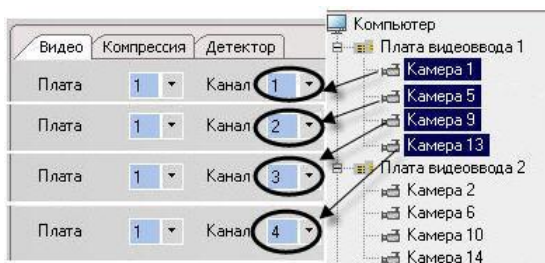 Видео Компрессия Детектор
Плата 1 Канал 1
Плата 1 Канал 2
Плата 1 Канал 3
Плата 1 Канал 4
Компьютер
Плата видеоввода 1
Камера 1
Камера 5
Камера 9
Камера 13
Плата видеоввода 2
Камера 2
Камера 6
Камера 10
Камера 14